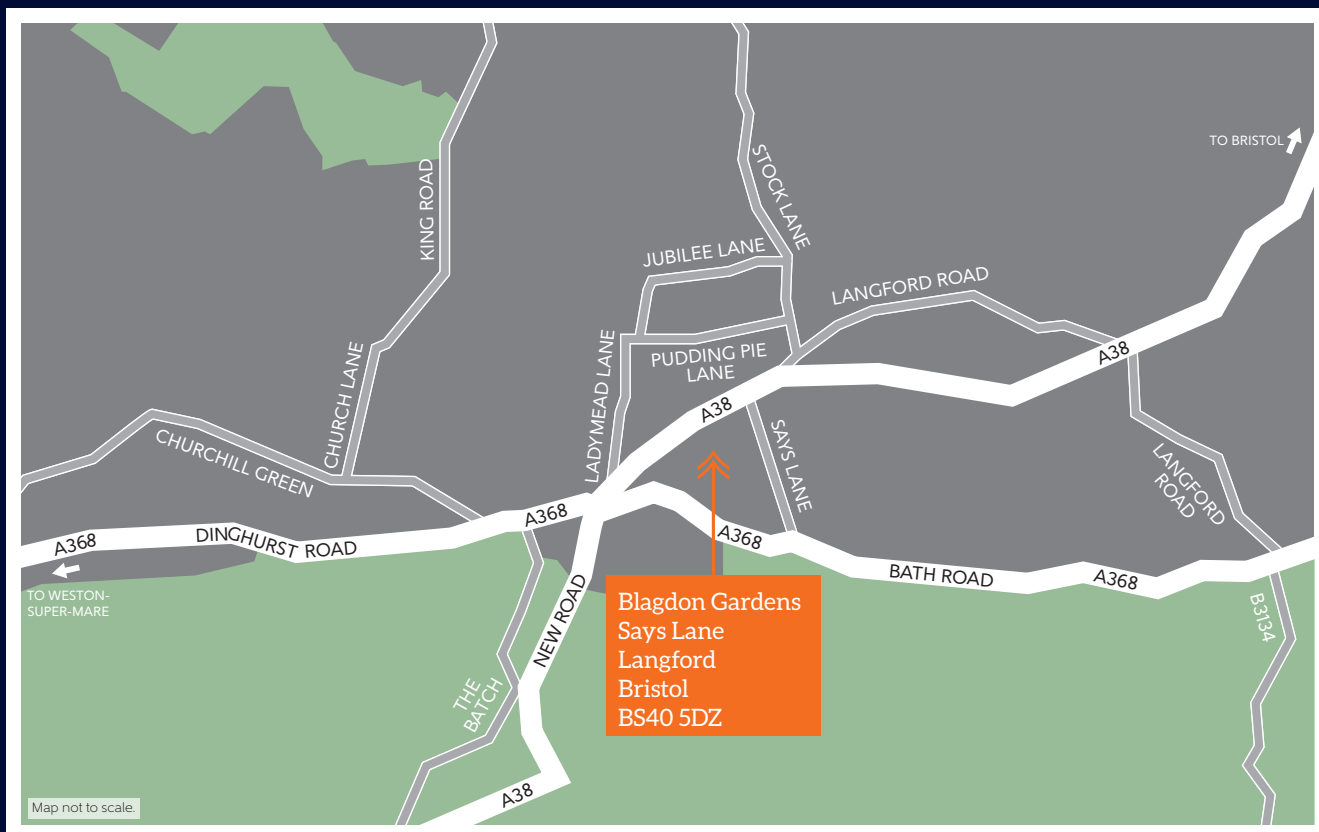 TO BRISTOL
KING ROAD
STOCK LANE
JUBILEE LANE
LANGFORD ROAD
PUDDING PIE
LANE
LADYMEAD LANE
CHURCH LANE
A38
A38
CHURCHILL GREEN
SAYS LANE
LANGFORD
ROAD
A368
DINGHURST ROAD
A368
A368
BATH ROAD
A368
TO WESTON-
SUPER-MARE
NEW ROAD
Blagdon Gardens
Says Lane
Langford
Bristol
BS40 5DZ
B3134
THE
BATCH
A38
Map not to scale.